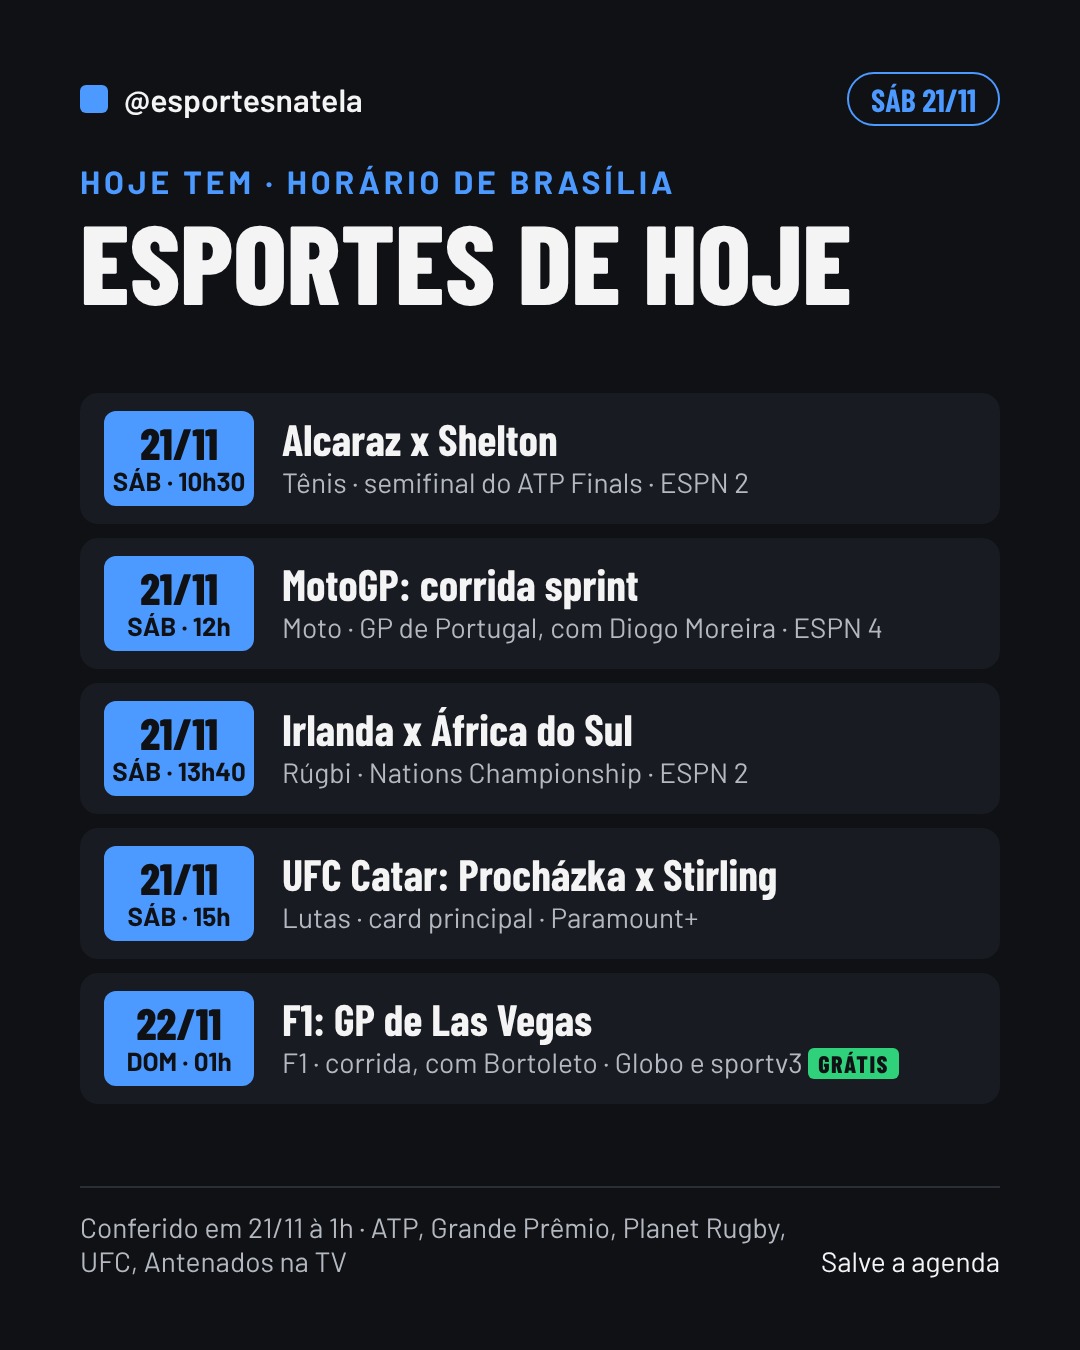 @esportesnatela
SÁB 21/11
HOJE TEM · HORÁRIO DE BRASÍLIA
ESPORTES DE HOJE
21/11
SÁB · 10h30
Alcaraz x Shelton
Tênis · semifinal do ATP Finals · ESPN 2
21/11
SÁB · 12h
MotoGP: corrida sprint
Moto · GP de Portugal, com Diogo Moreira · ESPN 4
21/11
SÁB · 13h40
Irlanda x África do Sul
Rúgbi · Nations Championship · ESPN 2
21/11
SÁB · 15h
UFC Catar: Procházka x Stirling
Lutas · card principal · Paramount+
22/11
DOM · 01h
F1: GP de Las Vegas
F1 · corrida, com Bortoleto · Globo e sportv3 GRÁTIS
Conferido em 21/11 à 1h · ATP, Grande Prêmio, Planet Rugby,
UFC, Antenados na TV
Salve a agenda